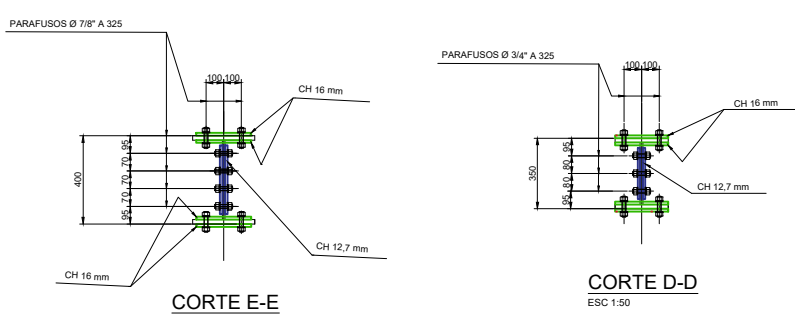 PARAFUSOS Ø 7/8" A 325
100 100
CH 16 mm
400
95
70
70
70
95
CH 12,7 mm
CH 16 mm
CORTE E-E
PARAFUSOS Ø 3/4" A 325
100 100
CH 16 mm
350
95
80
80
95
CH 12,7 mm
CORTE D-D
ESC 1:50